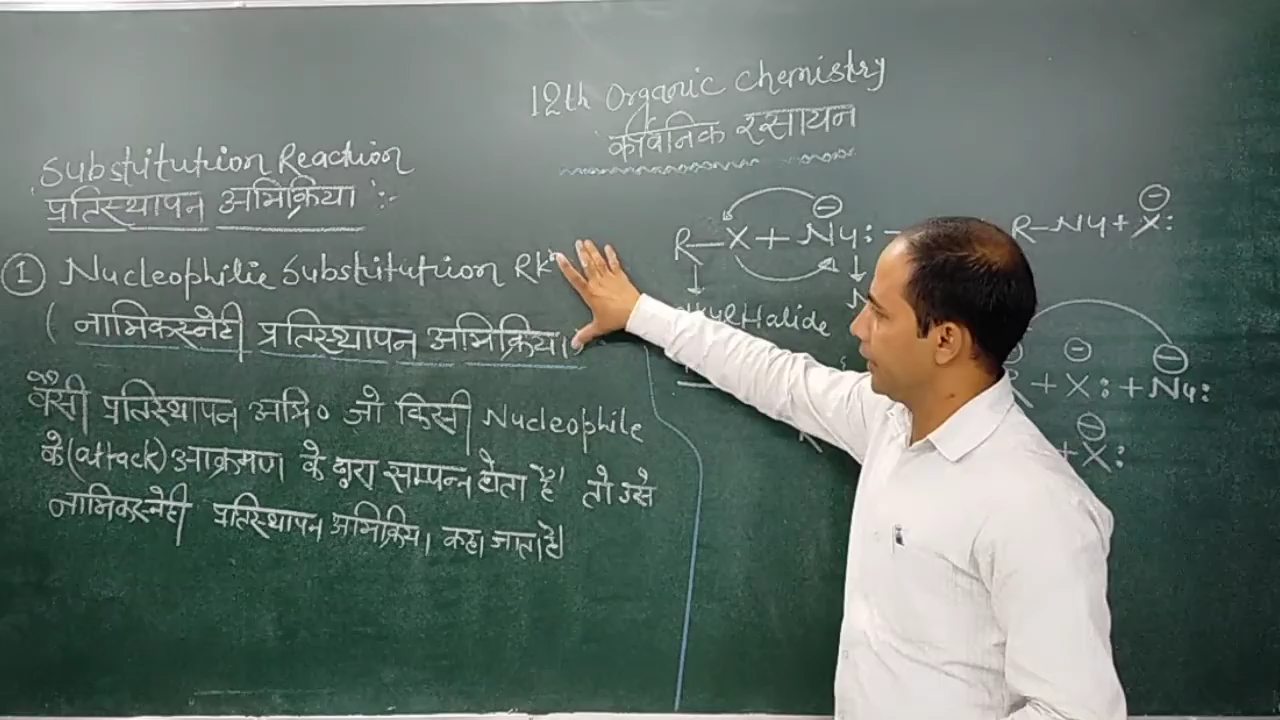 12th Organic Chemistry
कार्बनिक रसायन
Substitution Reaction
प्रतिस्थापन अभिक्रिया :-
① Nucleophilic Substitution RKⁿ
( नाभिकस्नेही प्रतिस्थापन अभिक्रिया)
वैसी प्रतिस्थापन अभि० जो किसी Nucleophile
के (attack) आक्रमण के द्वारा सम्पन्न होता है तो उसे
नाभिकस्नेही प्रतिस्थापन अभिक्रिया कहा जाता है।
R—X + Nu:⊖ R-Nu + X:⊖
Halide
+ X:⊖ + Nu:⊖
+ X:⊖